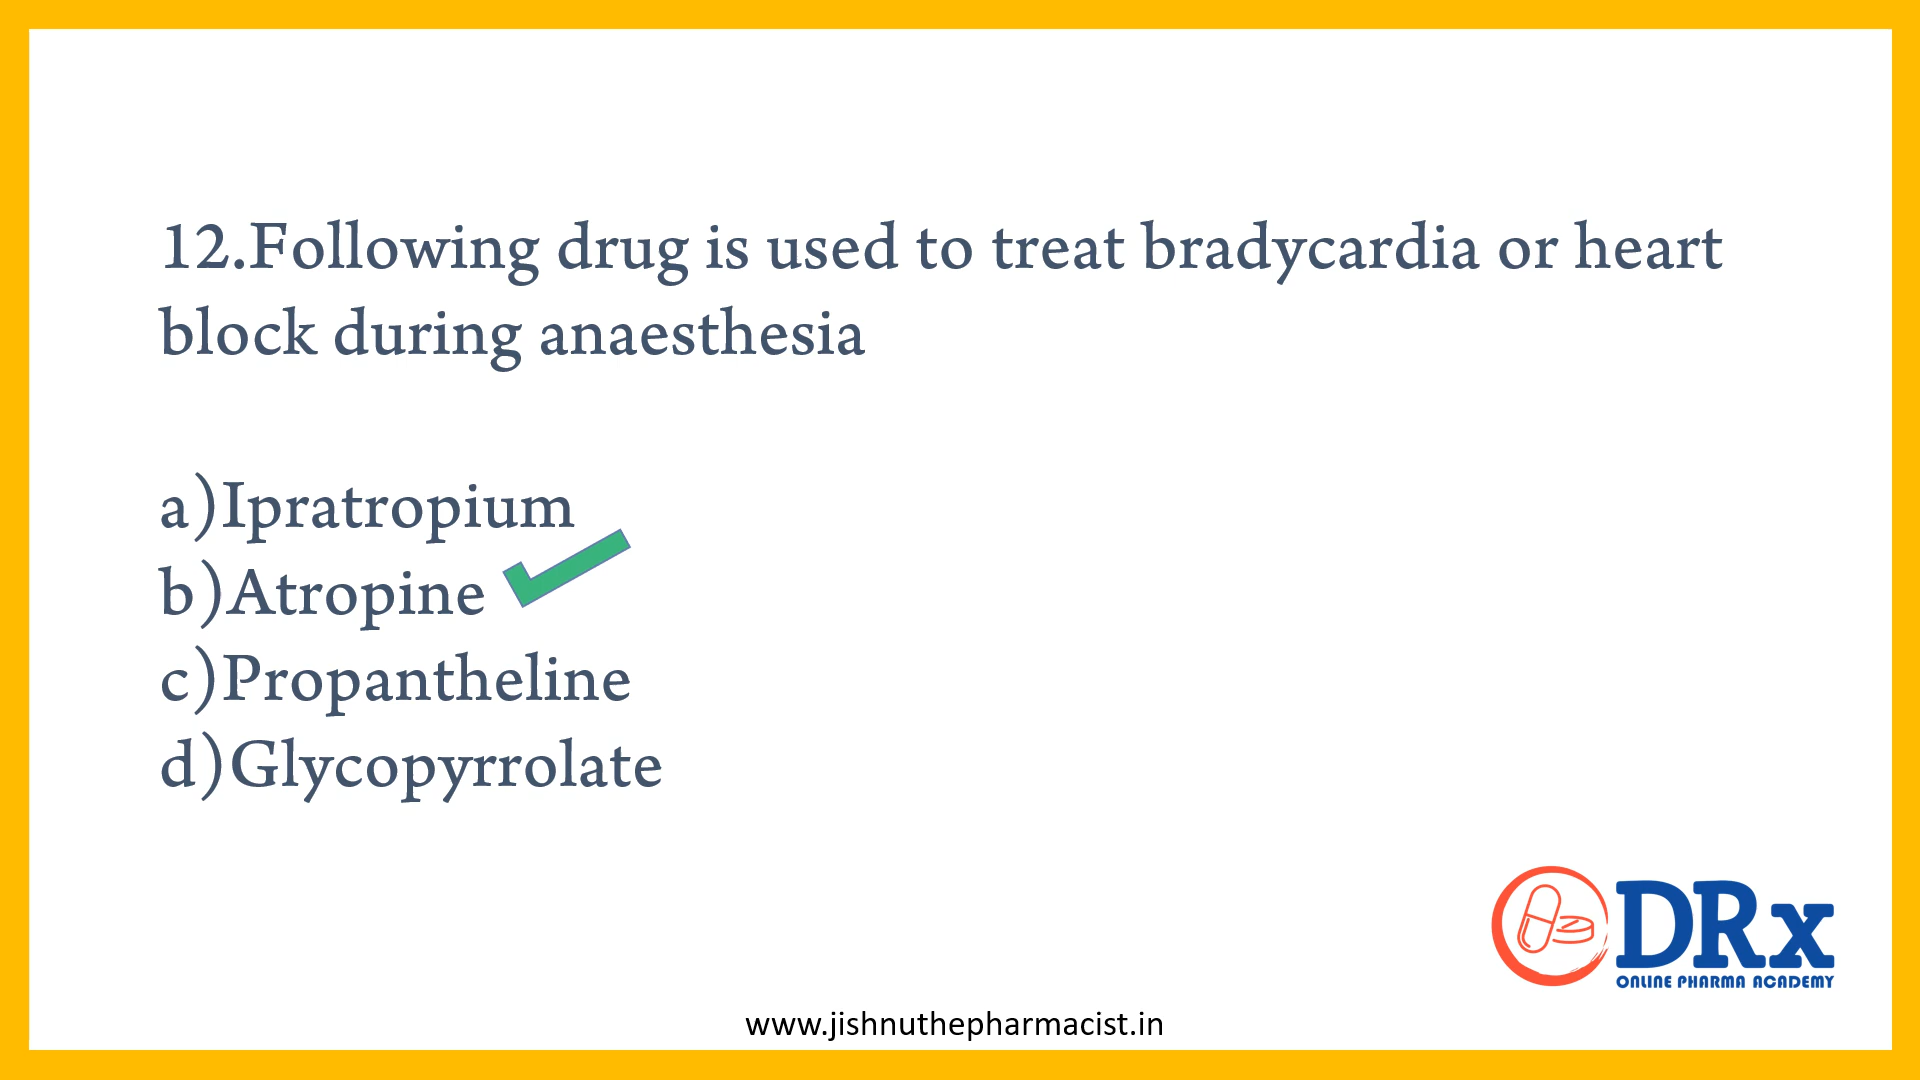 12.Following drug is used to treat bradycardia or heart
block during anaesthesia
a)Ipratropium
b)Atropine
c)Propantheline
d)Glycopyrrolate
DRx
ONLINE PHARMA ACADEMY
www.jishnuthepharmacist.in